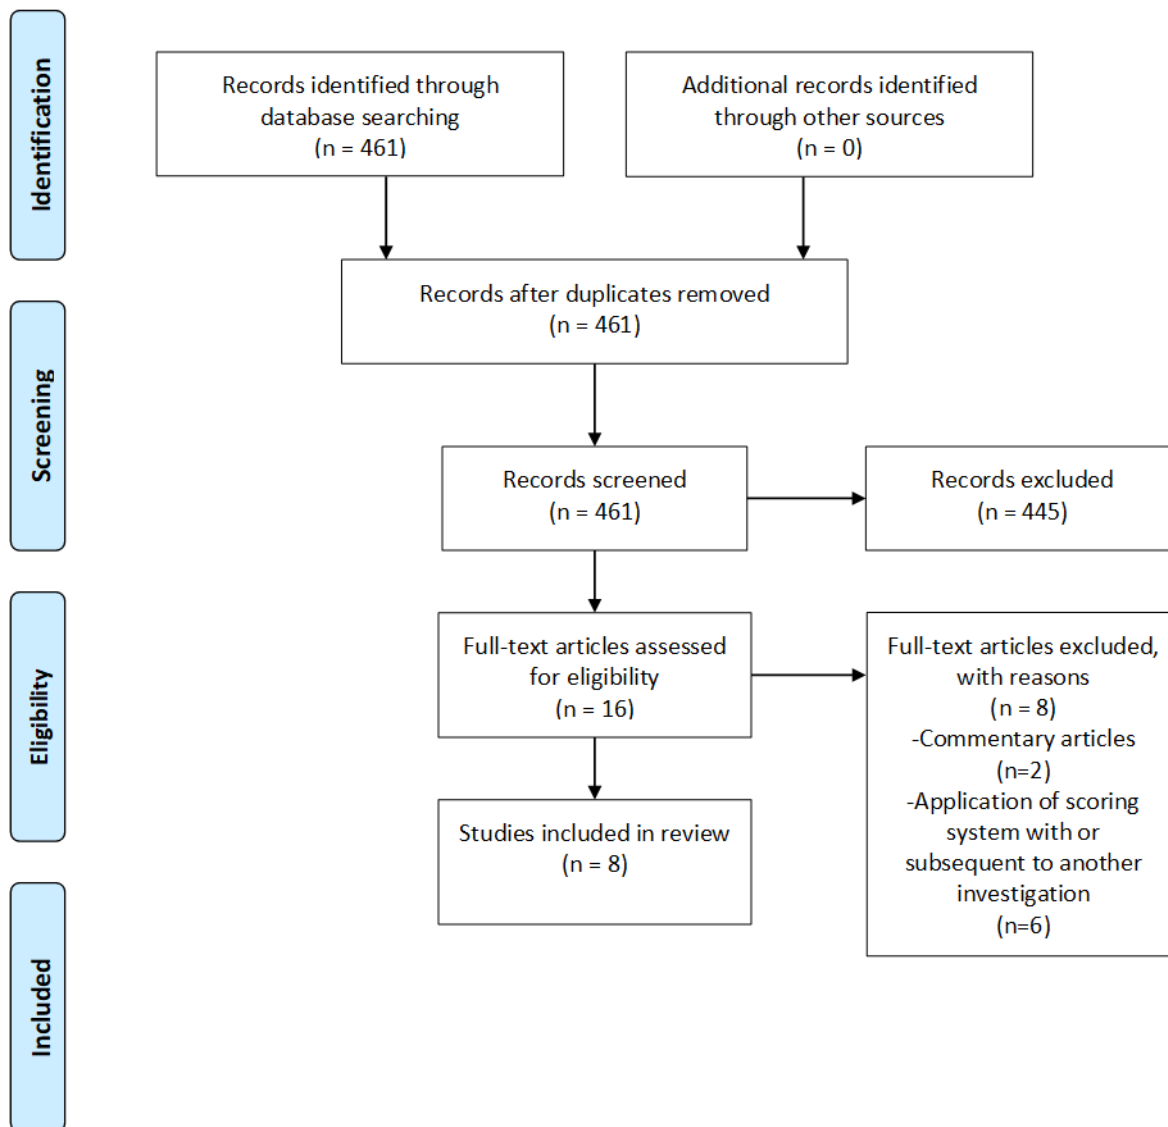 Identification
Records identified through
database searching
(n = 461)
Additional records identified
through other sources
(n = 0)
Records after duplicates removed
(n = 461)
Screening
Records screened
(n = 461)
Records excluded
(n = 445)
Eligibility
Full-text articles assessed
for eligibility
(n = 16)
Full-text articles excluded,
with reasons
(n = 8)
-Commentary articles
(n=2)
-Application of scoring
system with or
subsequent to another
investigation
(n=6)
Studies included in review
(n = 8)
Included